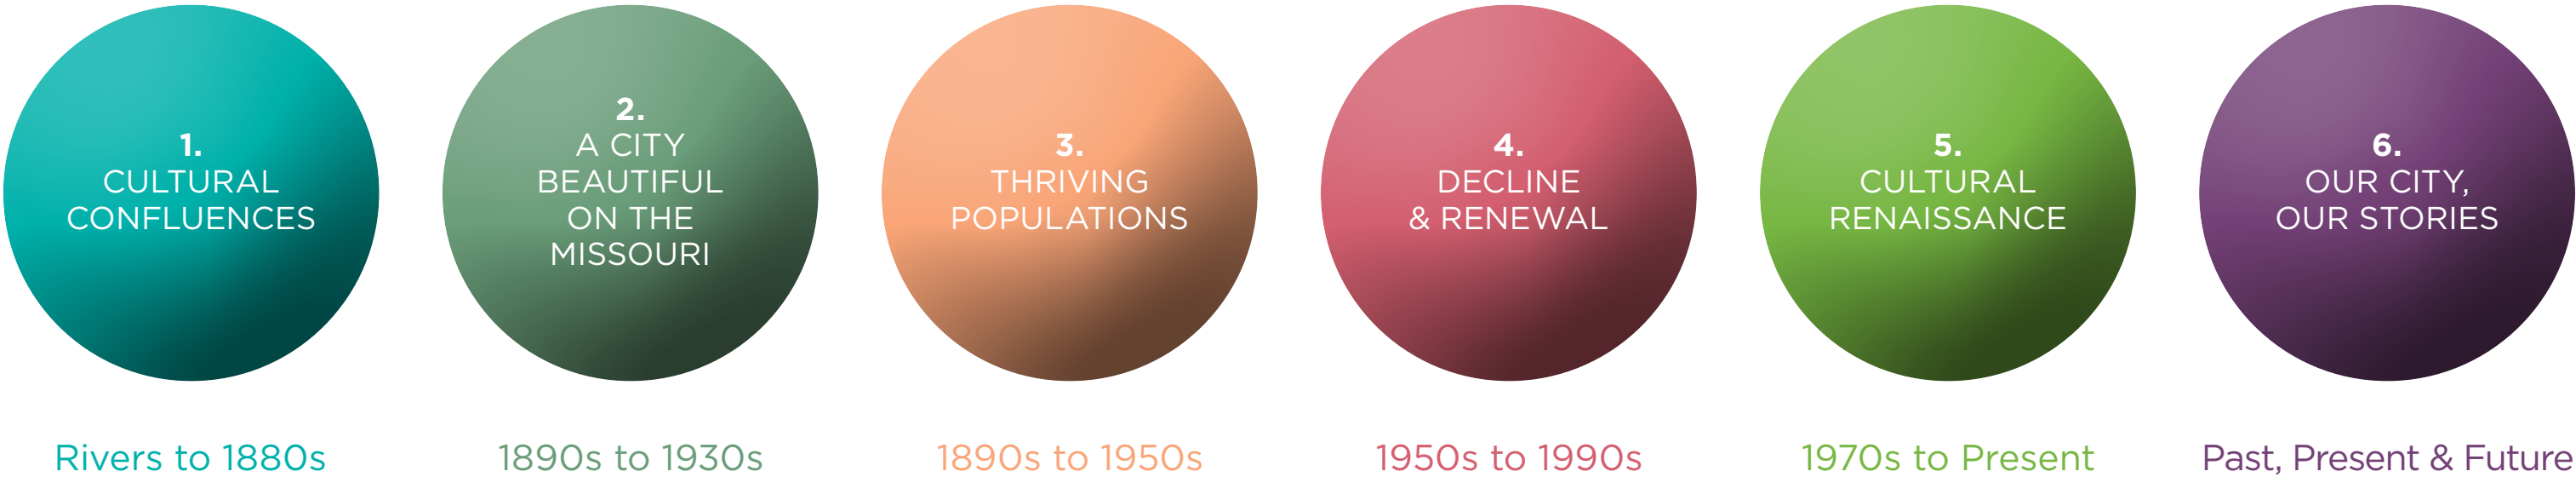 1.
CULTURAL
CONFLUENCES
Rivers to 1880s
2.
A CITY
BEAUTIFUL
ON THE
MISSOURI
1890s to 1930s
3.
THRIVING
POPULATIONS
1890s to 1950s
4.
DECLINE
& RENEWAL
1950s to 1990s
5.
CULTURAL
RENAISSANCE
1970s to Present
6.
OUR CITY,
OUR STORIES
Past, Present & Future